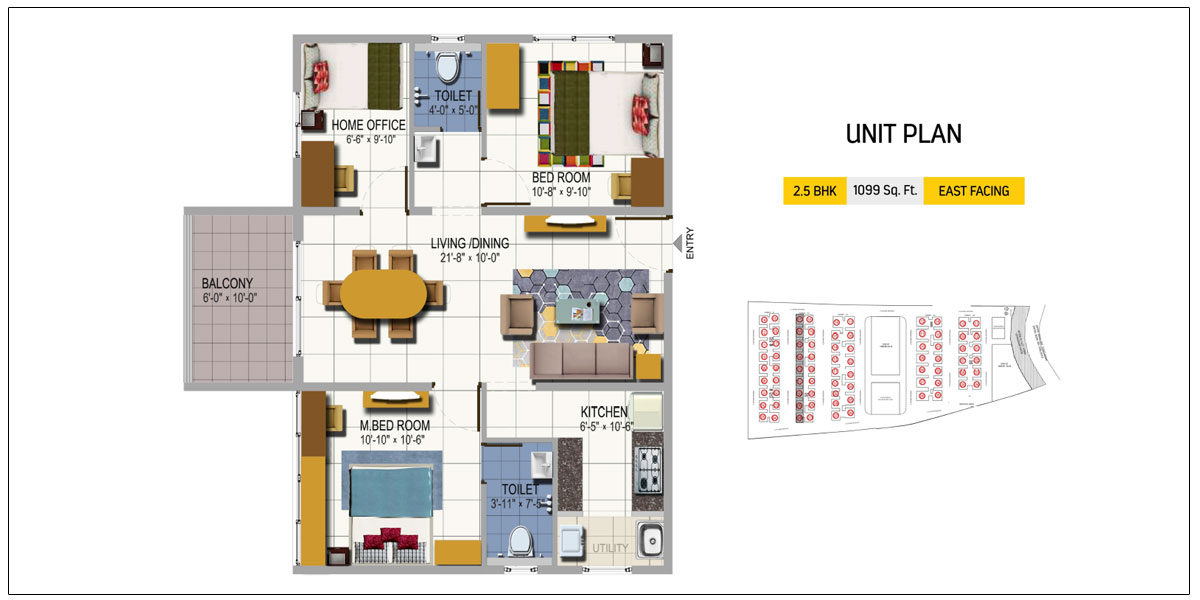 TOILET
4'-0" x 5'-0"
HOME OFFICE
6'-6" x 9'-10"
BED ROOM
10'-8" x 9'-10"
UNIT PLAN
2.5 BHK 1099 Sq. Ft. EAST FACING
LIVING /DINING
21'-8" x 10'-0"
ENTRY
BALCONY
6'-0" x 10'-0"
KITCHEN
6'-5" x 10'-6"
M.BED ROOM
10'-10" x 10'-6"
TOILET
3'-11" x 7'-5"
UTILITY